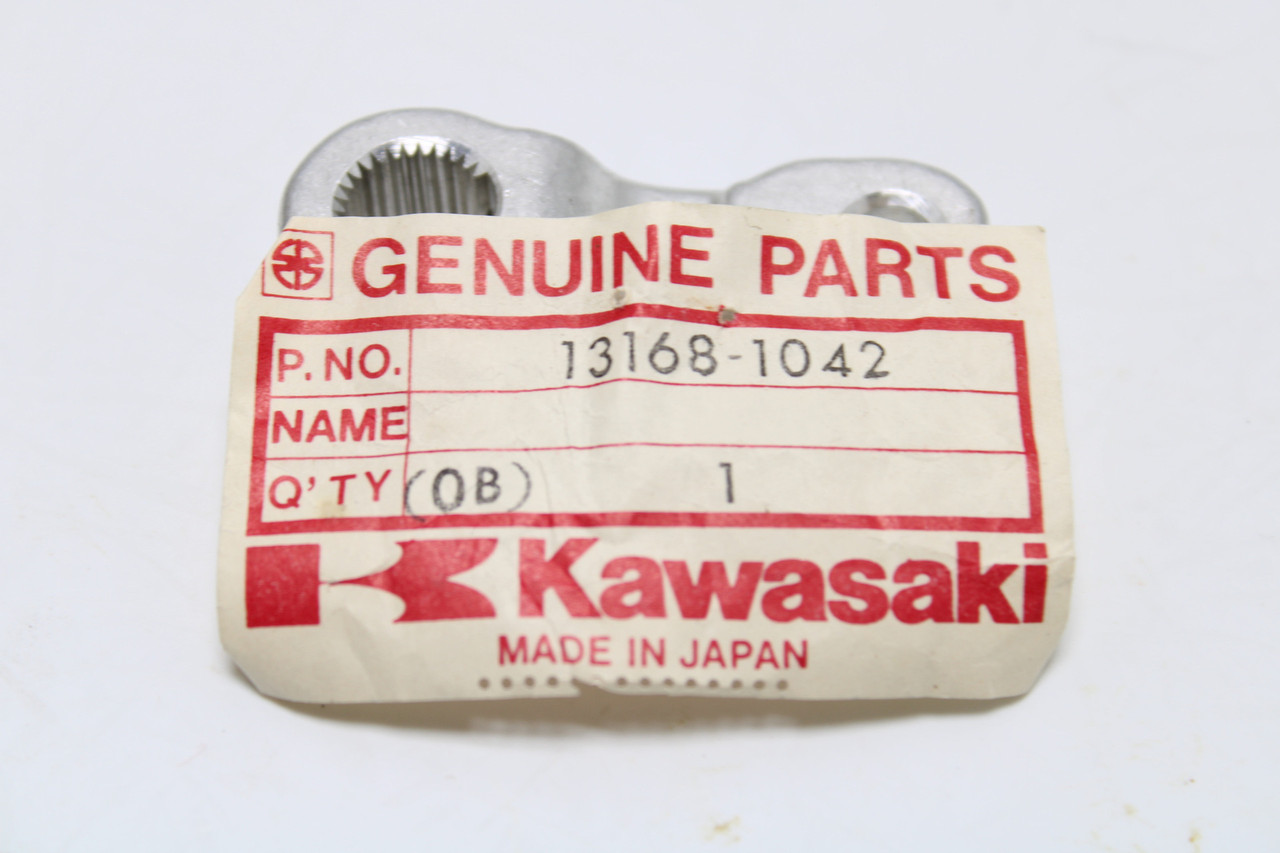 GENUINE PARTS
P. NO. 13168-1042
NAME
Q'TY (OB) 1
Kawasaki
MADE IN JAPAN